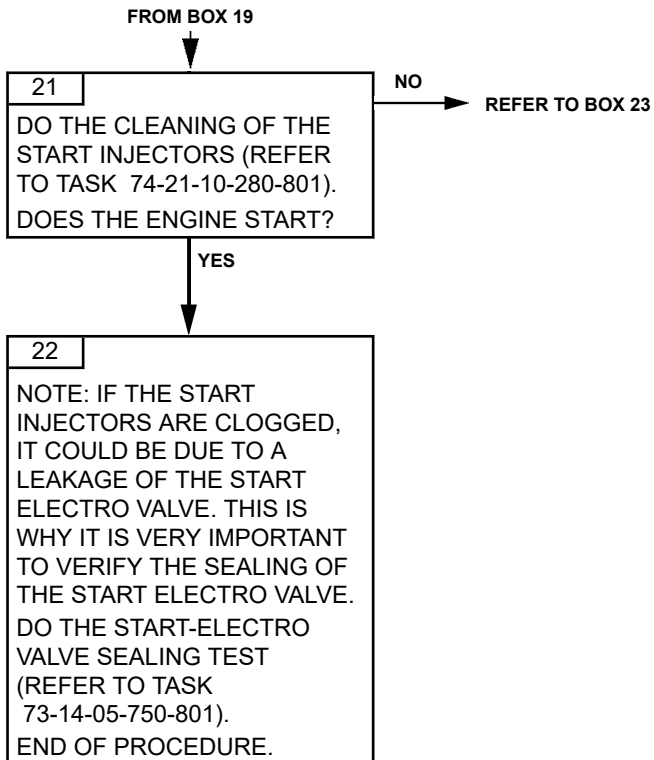 FROM BOX 19
21
NO
REFER TO BOX 23
DO THE CLEANING OF THE
START INJECTORS (REFER
TO TASK 74-21-10-280-801).
DOES THE ENGINE START?
YES
22
NOTE: IF THE START
INJECTORS ARE CLOGGED,
IT COULD BE DUE TO A
LEAKAGE OF THE START
ELECTRO VALVE. THIS IS
WHY IT IS VERY IMPORTANT
TO VERIFY THE SEALING OF
THE START ELECTRO VALVE.
DO THE START-ELECTRO
VALVE SEALING TEST
(REFER TO TASK
73-14-05-750-801).
END OF PROCEDURE.